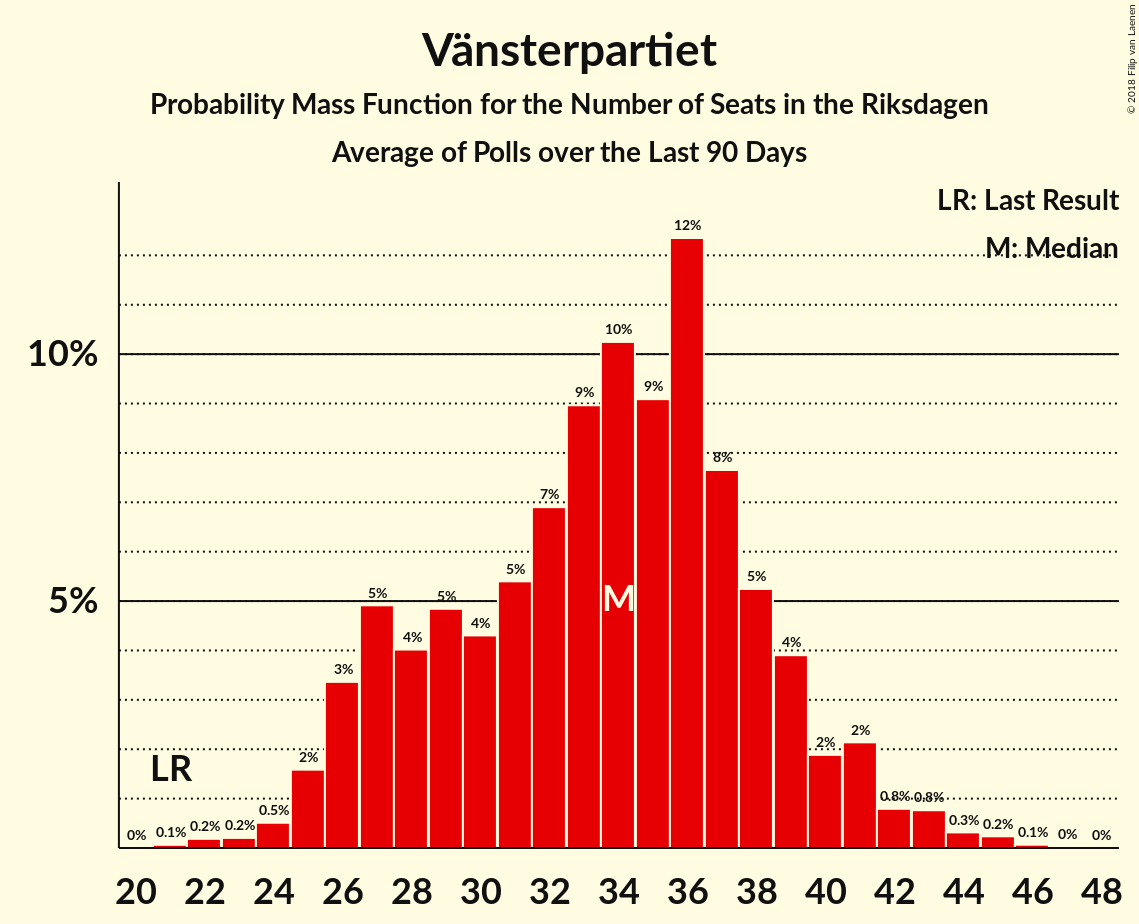 © 2018 Filip van Laenen
Vänsterpartiet
Probability Mass Function for the Number of Seats in the Riksdagen
Average of Polls over the Last 90 Days
LR: Last Result
M: Median
10%
5%
0% 0.1% 0.2% 0.2% 0.5% 2% 3% 5% 4% 5% 4% 5% 7% 9% 10% 9% 12% 8% 5% 4% 2% 2% 0.8% 0.8% 0.3% 0.2% 0.1% 0% 0%
LR
M
20 22 24 26 28 30 32 34 36 38 40 42 44 46 48